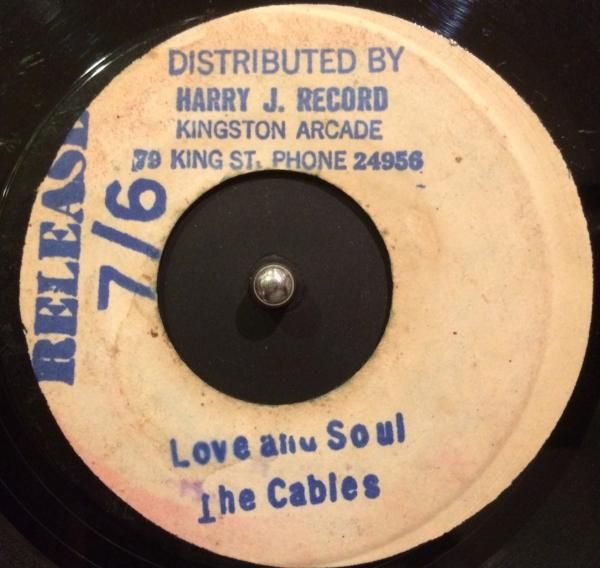 DISTRIBUTED BY
HARRY J. RECORD
KINGSTON ARCADE
79 KING ST. PHONE 24956
RELEASE
7/6
Love and Soul
The Cables